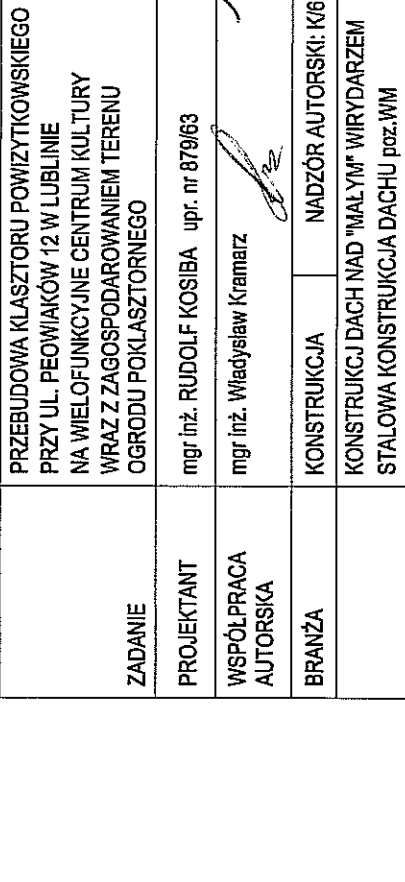 ZADANIE
PRZEBUDOWA KLASZTORU POWIZYTKOWSKIEGO
PRZY UL. PEOWIAKÓW 12 W LUBLINIE
NA WIELOFUNKCYJNE CENTRUM KULTURY
WRAZ Z ZAGOSPODAROWANIEM TERENU
OGRODU POKLASZTORNEGO
PROJEKTANT
mgr inż. RUDOLF KOSIBA upr. nr 879/63
WSPÓŁPRACA
AUTORSKA
mgr inż. Władysław Kramarz
BRANŻA
KONSTRUKCJA
NADZÓR AUTORSKI: K/6
KONSTRUKCJ DACH NAD "MAŁYM" WIRYDARZEM
STALOWA KONSTRUKCJA DACHU poz.WM